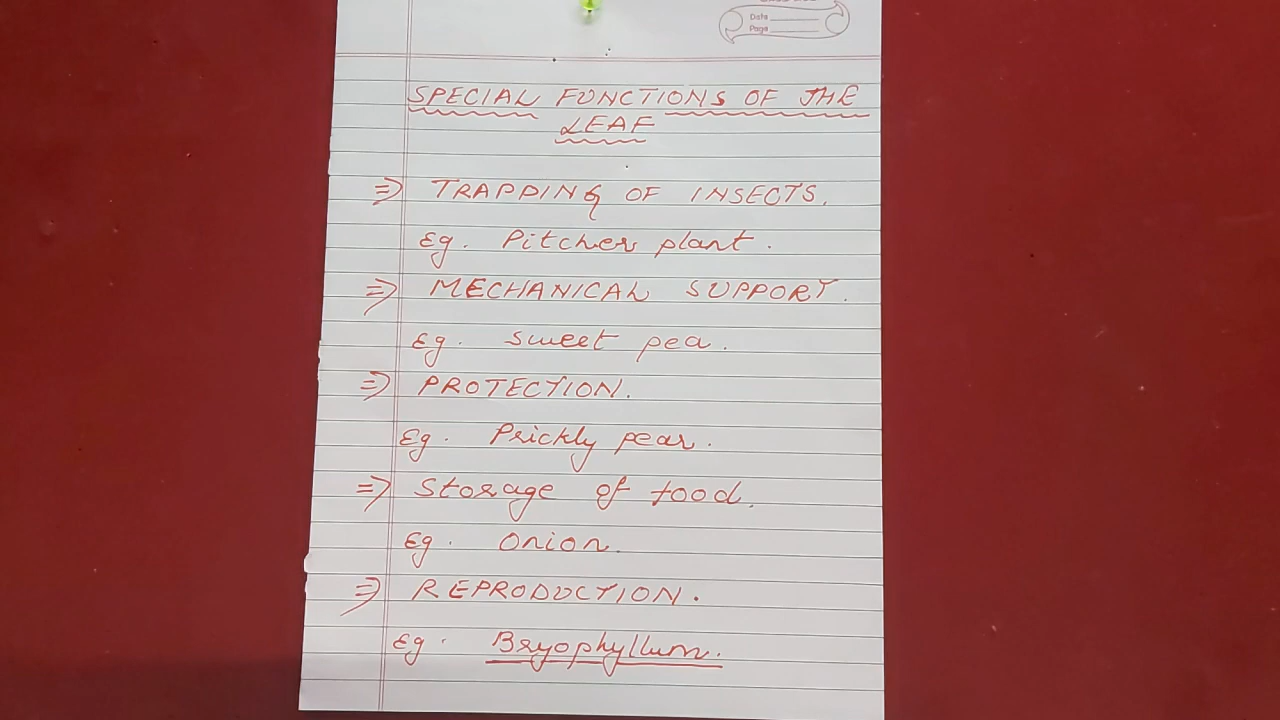 Date
Page
SPECIAL FUNCTIONS OF THE
LEAF
⇒ TRAPPING OF INSECTS.
Eg. Pitcher plant.
⇒ MECHANICAL SUPPORT.
Eg. Sweet pea.
⇒ PROTECTION.
Eg. Prickly pear.
⇒ Storage of food.
Eg. Onion.
⇒ REPRODUCTION.
Eg. Bryophyllum.